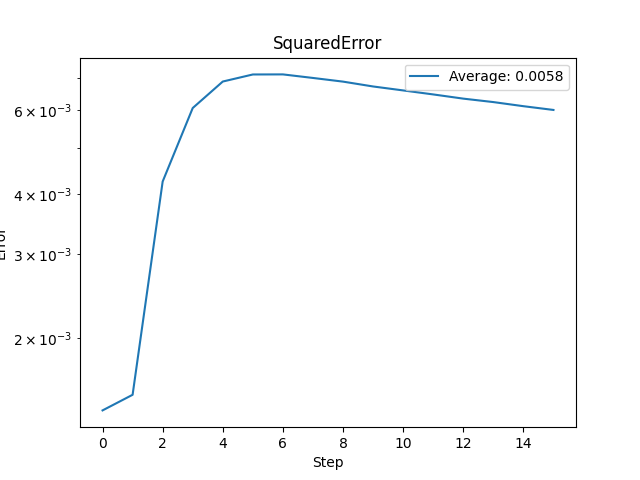 SquaredError
Average: 0.0058
6 × 10⁻³
4 × 10⁻³
3 × 10⁻³
2 × 10⁻³
Error
0 2 4 6 8 10 12 14
Step